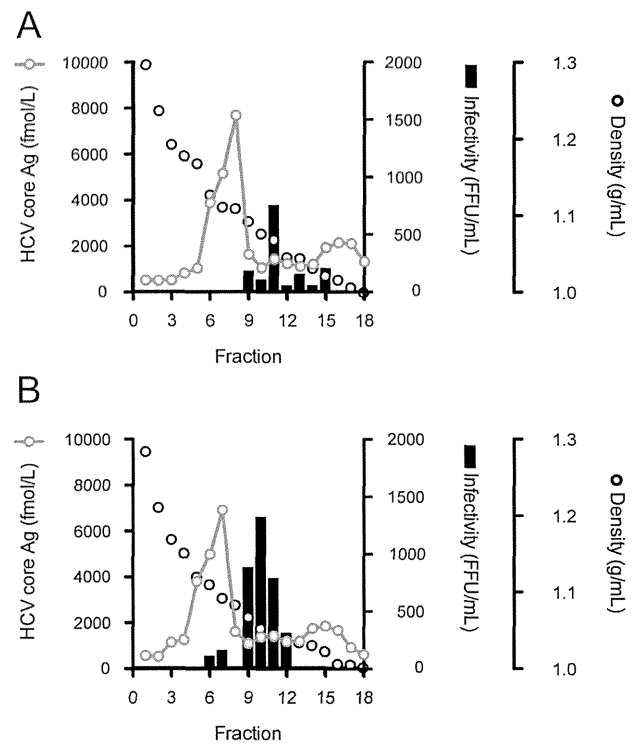 A
HCV core Ag (fmol/L)
10000
8000
6000
4000
2000
0
0 3 6 9 12 15 18
Fraction
2000
1500
1000
500
0
Infectivity (FFU/mL)
1.3
1.2
1.1
1.0
Density (g/mL)
B
HCV core Ag (fmol/L)
10000
8000
6000
4000
2000
0
0 3 6 9 12 15 18
Fraction
2000
1500
1000
500
0
Infectivity (FFU/mL)
1.3
1.2
1.1
1.0
Density (g/mL)